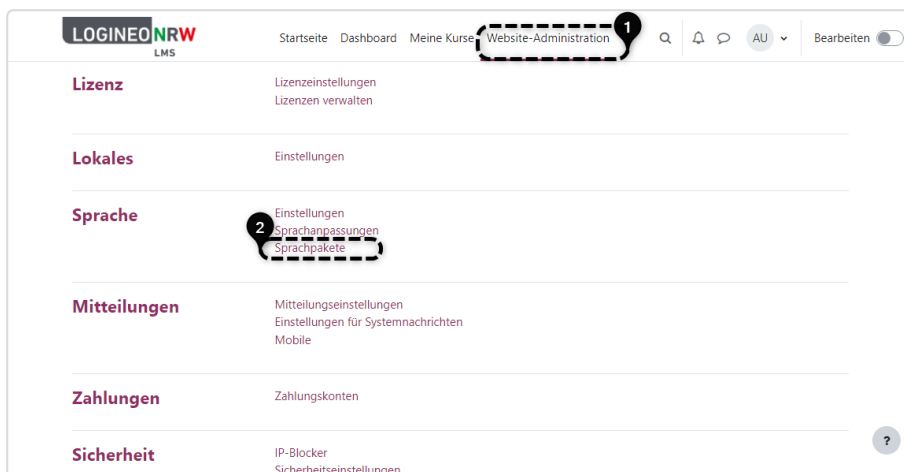 LOGINEO NRW
LMS
Startseite Dashboard Meine Kurse Website-Administration 1 AU Bearbeiten
Lizenz
Lizenzeinstellungen
Lizenzen verwalten
Lokales
Einstellungen
Sprache
Einstellungen
2
Sprachanpassungen
Sprachpakete
Mitteilungen
Mitteilungseinstellungen
Einstellungen für Systemnachrichten
Mobile
Zahlungen
Zahlungskonten
?
Sicherheit
IP-Blocker
Sicherheitseinstellungen